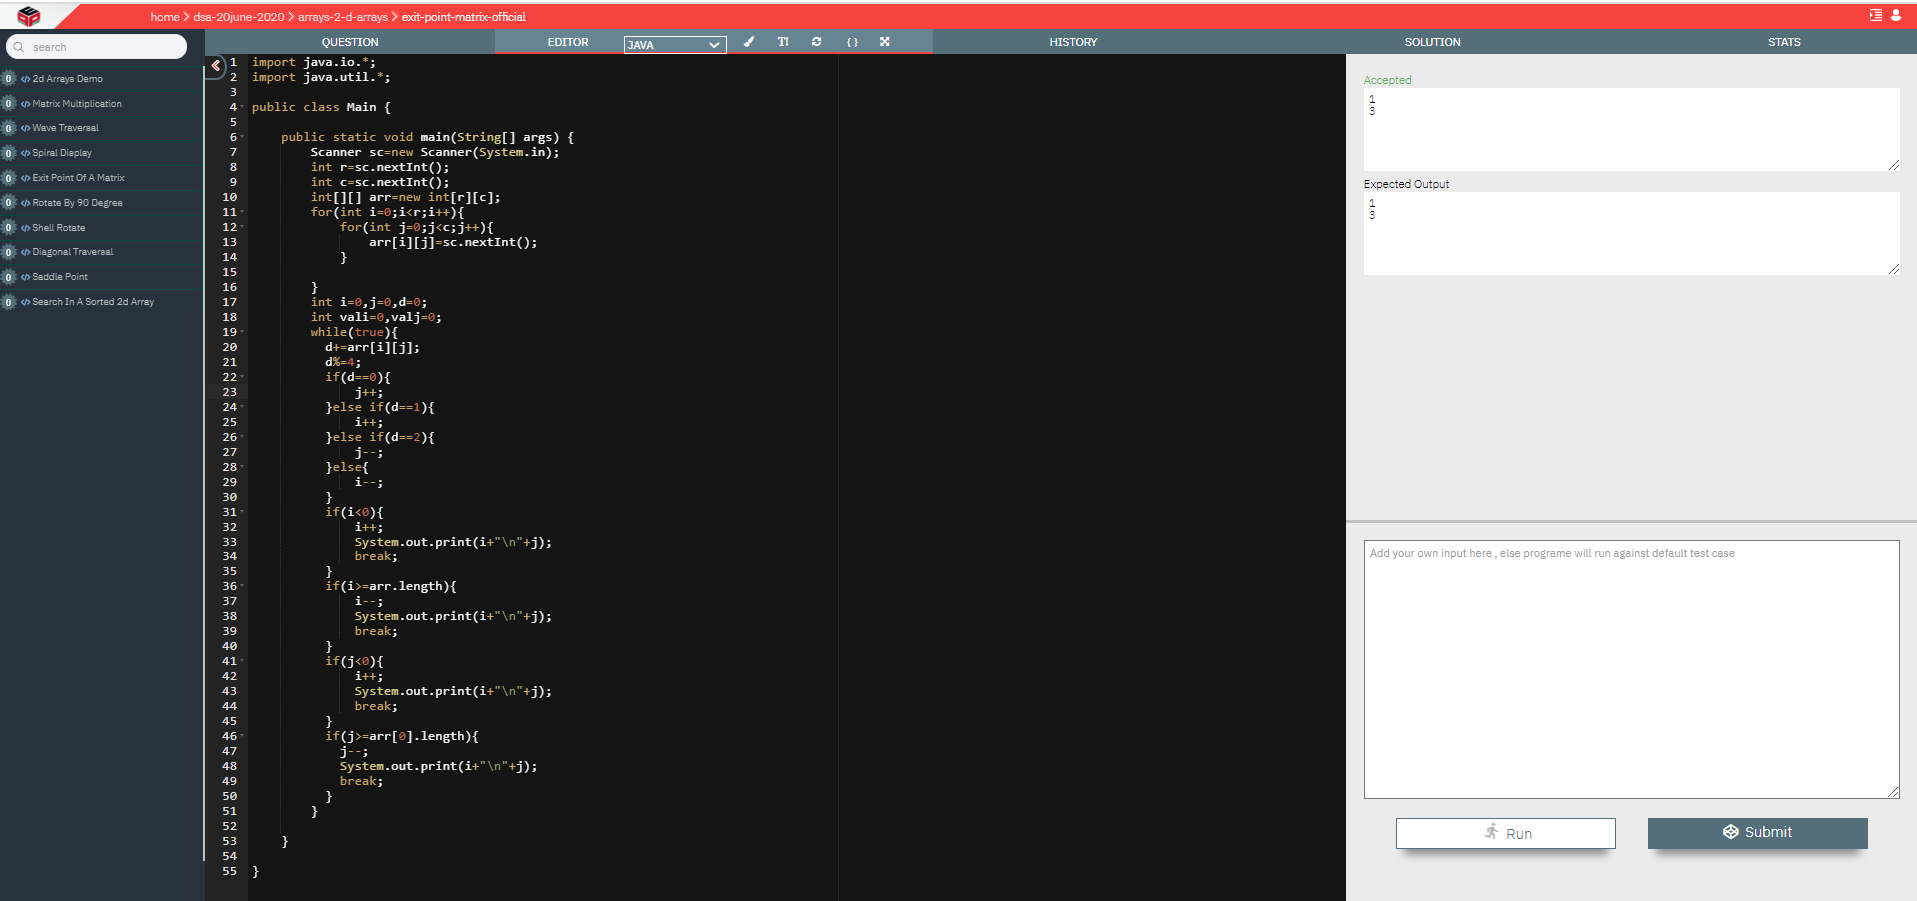 home > dsa-20june-2020 > arrays-2-d-arrays > exit-point-matrix-official
search
QUESTION
EDITOR
JAVA
T!
{ }
HISTORY
SOLUTION
STATS
0 </> 2d Arrays Demo
0 </> Matrix Multiplication
0 </> Wave Traversal
0 </> Spiral Display
0 </> Exit Point Of A Matrix
0 </> Rotate By 90 Degree
0 </> Shell Rotate
0 </> Diagonal Traversal
0 </> Saddle Point
0 </> Search In A Sorted 2d Array
1 import java.io.*;
2 import java.util.*;
3
4 public class Main {
5
6 public static void main(String[] args) {
7 Scanner sc=new Scanner(System.in);
8 int r=sc.nextInt();
9 int c=sc.nextInt();
10 int[][] arr=new int[r][c];
11 for(int i=0;i<r;i++){
12 for(int j=0;j<c;j++){
13 arr[i][j]=sc.nextInt();
14 }
15
16 }
17 int i=0,j=0,d=0;
18 int vali=0,valj=0;
19 while(true){
20 d+=arr[i][j];
21 d%=4;
22 if(d==0){
23 j++;
24 }else if(d==1){
25 i++;
26 }else if(d==2){
27 j--;
28 }else{
29 i--;
30 }
31 if(i<0){
32 i++;
33 System.out.print(i+"\n"+j);
34 break;
35 }
36 if(i>=arr.length){
37 i--;
38 System.out.print(i+"\n"+j);
39 break;
40 }
41 if(j<0){
42 i++;
43 System.out.print(i+"\n"+j);
44 break;
45 }
46 if(j>=arr[0].length){
47 j--;
48 System.out.print(i+"\n"+j);
49 break;
50 }
51 }
52
53 }
54
55 }
Accepted
1
3
Expected Output
1
3
Add your own input here , else programe will run against default test case
Run
Submit